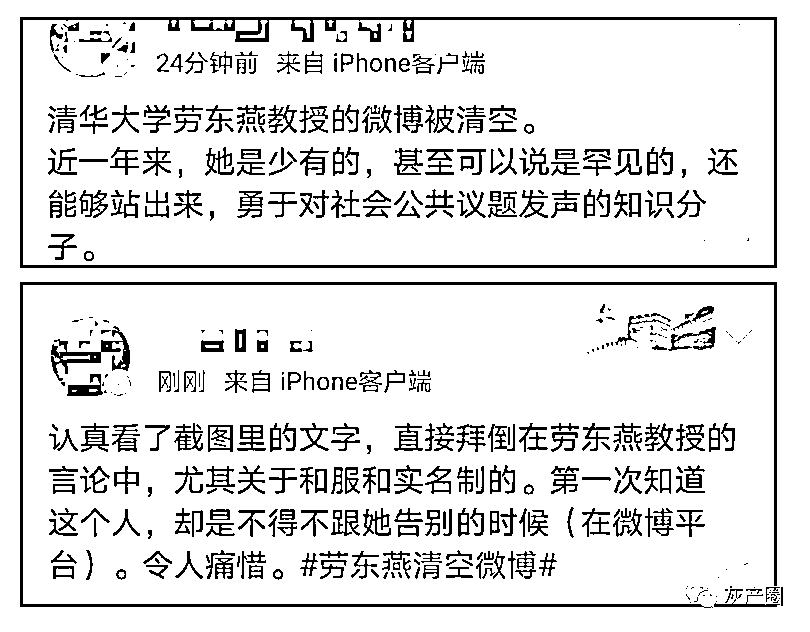 24分钟前 来自 iPhone客户端
清华大学劳东燕教授的微博被清空。
近一年来，她是少有的，甚至可以说是罕见的，还
能够站出来，勇于对社会公共议题发声的知识分
子。
刚刚 来自 iPhone客户端
认真看了截图里的文字，直接拜倒在劳东燕教授的
言论中，尤其关于和服和实名制的。第一次知道
这个人，却是不得不跟她告别的时候（在微博平
台）。令人痛惜。#劳东燕清空微博#
灰产圈